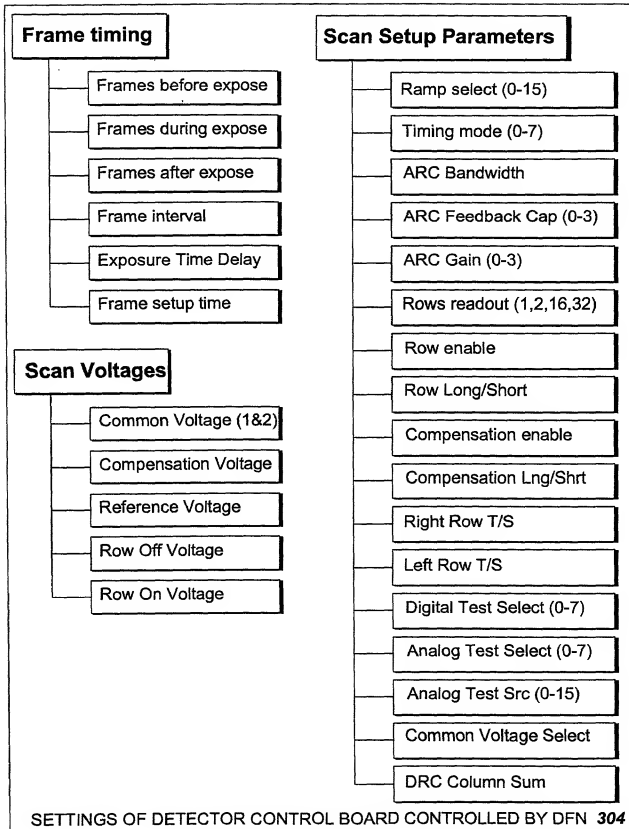 Frame timing
Frames before expose
Frames during expose
Frames after expose
Frame interval
Exposure Time Delay
Frame setup time
Scan Voltages
Common Voltage (1&2)
Compensation Voltage
Reference Voltage
Row Off Voltage
Row On Voltage
Scan Setup Parameters
Ramp select (0-15)
Timing mode (0-7)
ARC Bandwidth
ARC Feedback Cap (0-3)
ARC Gain (0-3)
Rows readout (1,2,16,32)
Row enable
Row Long/Short
Compensation enable
Compensation Lng/Shrt
Right Row T/S
Left Row T/S
Digital Test Select (0-7)
Analog Test Select (0-7)
Analog Test Src (0-15)
Common Voltage Select
DRC Column Sum
SETTINGS OF DETECTOR CONTROL BOARD CONTROLLED BY DFN 304